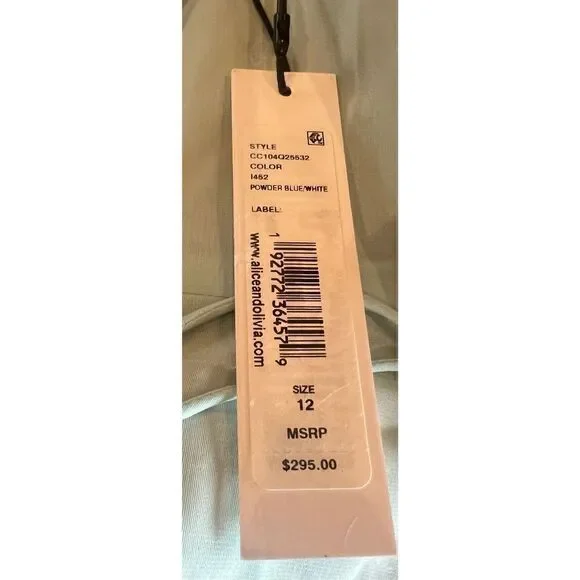 STYLE
CC104Q25532
COLOR
I452
POWDER BLUE/WHITE
LABEL:
1 92772 36457 9
www.aliceandolivia.com
SIZE
12
MSRP
$295.00